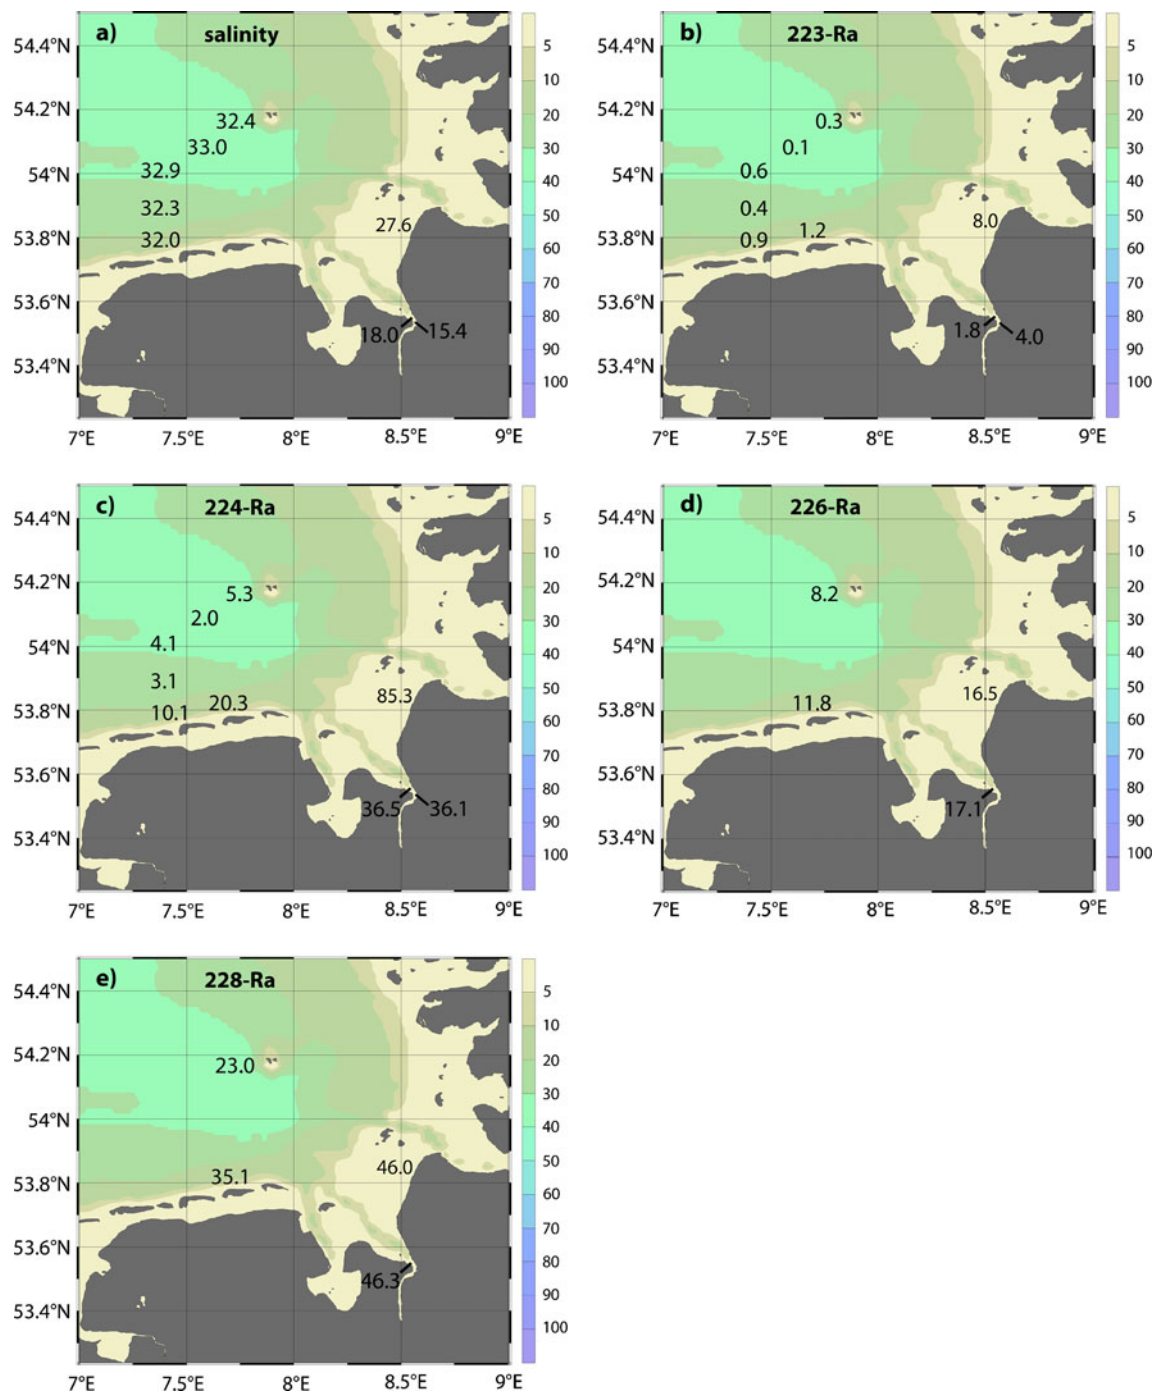 a) salinity
54.4°N
54.2°N
54°N
53.8°N
53.6°N
53.4°N
32.4
33.0
32.9
32.3
32.0
27.6
18.0
15.4
7°E
7.5°E
8°E
8.5°E
9°E
5
10
20
30
40
50
60
70
80
90
100
b) 223-Ra
54.4°N
54.2°N
54°N
53.8°N
53.6°N
53.4°N
0.3
0.1
0.6
0.4
1.2
0.9
8.0
1.8
4.0
7°E
7.5°E
8°E
8.5°E
9°E
5
10
20
30
40
50
60
70
80
90
100
c) 224-Ra
54.4°N
54.2°N
54°N
53.8°N
53.6°N
53.4°N
5.3
2.0
4.1
3.1
20.3
10.1
85.3
36.5
36.1
7°E
7.5°E
8°E
8.5°E
9°E
5
10
20
30
40
50
60
70
80
90
100
d) 226-Ra
54.4°N
54.2°N
54°N
53.8°N
53.6°N
53.4°N
8.2
11.8
16.5
17.1
7°E
7.5°E
8°E
8.5°E
9°E
5
10
20
30
40
50
60
70
80
90
100
e) 228-Ra
54.4°N
54.2°N
54°N
53.8°N
53.6°N
53.4°N
23.0
35.1
46.0
46.3
7°E
7.5°E
8°E
8.5°E
9°E
5
10
20
30
40
50
60
70
80
90
100